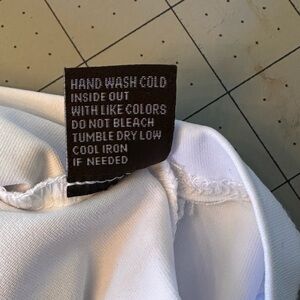 HAND WASH COLD
INSIDE OUT
WITH LIKE COLORS
DO NOT BLEACH
TUMBLE DRY LOW
COOL IRON
IF NEEDED